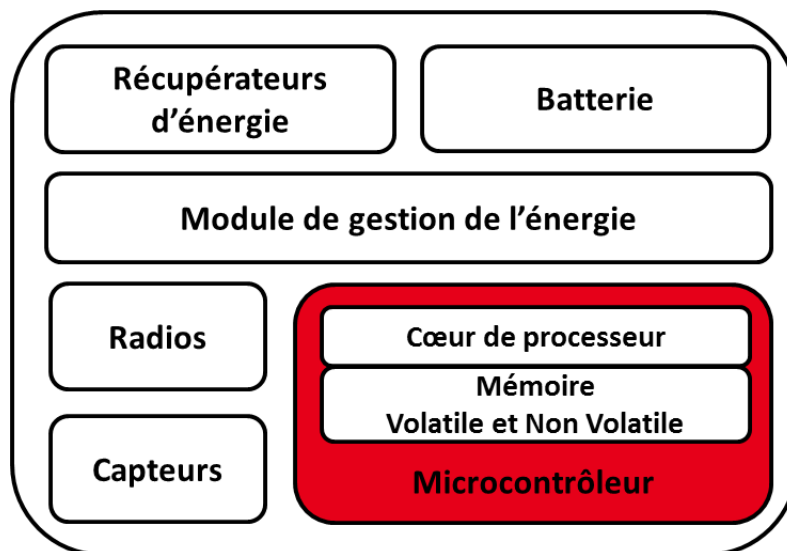 Récupérateurs
d'énergie
Batterie
Module de gestion de l'énergie
Radios
Capteurs
Cœur de processeur
Mémoire
Volatile et Non Volatile
Microcontrôleur